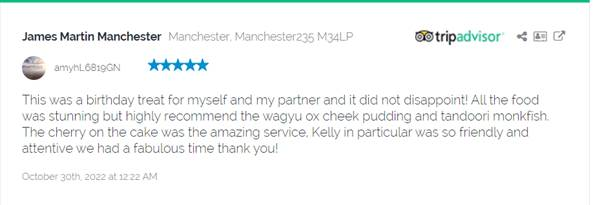 James Martin Manchester Manchester, Manchester235 M34LP tripadvisor
amyhL6819GN
This was a birthday treat for myself and my partner and it did not disappoint! All the food
was stunning but highly recommend the wagyu ox cheek pudding and tandoori monkfish.
The cherry on the cake was the amazing service, Kelly in particular was so friendly and
attentive we had a fabulous time thank you!
October 30th, 2022 at 12:22 AM